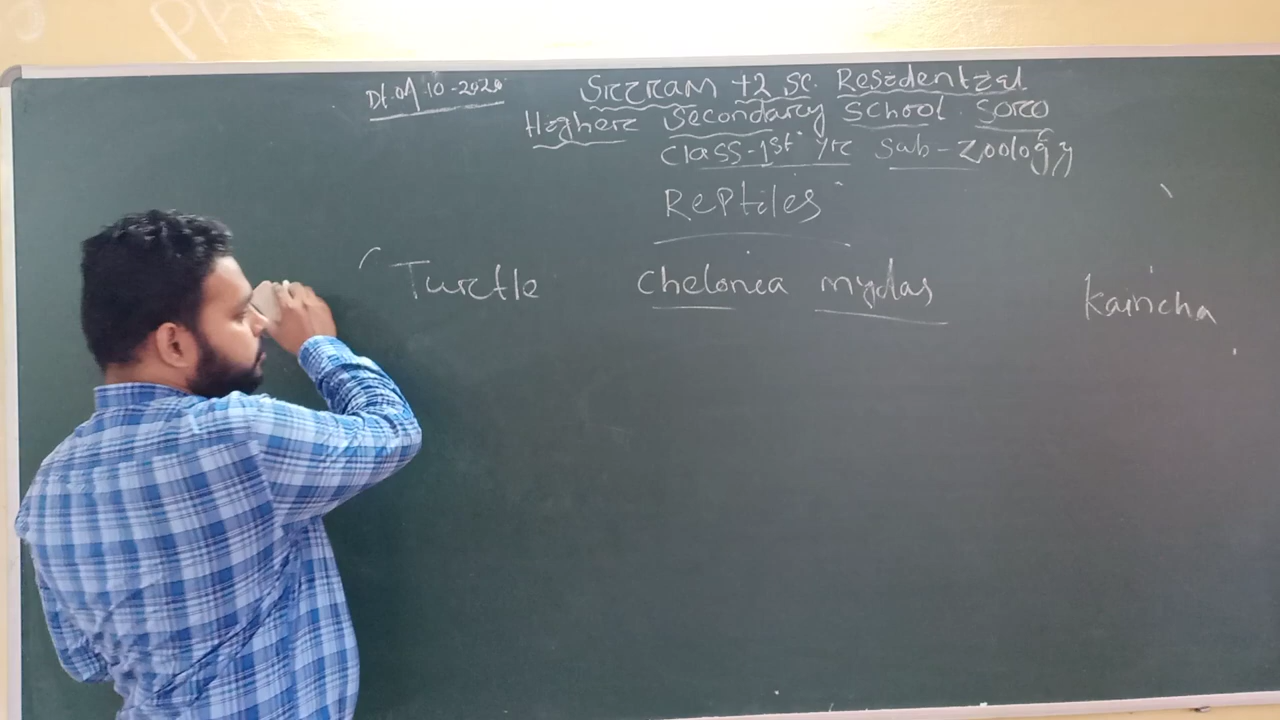 Dt.09.10-2020
Sriram +2 Sc. Residential
Higher Secondary School Soro
Class-1st Yr Sub-Zoology
Reptiles
Turtle Chelonia mydas kaincha